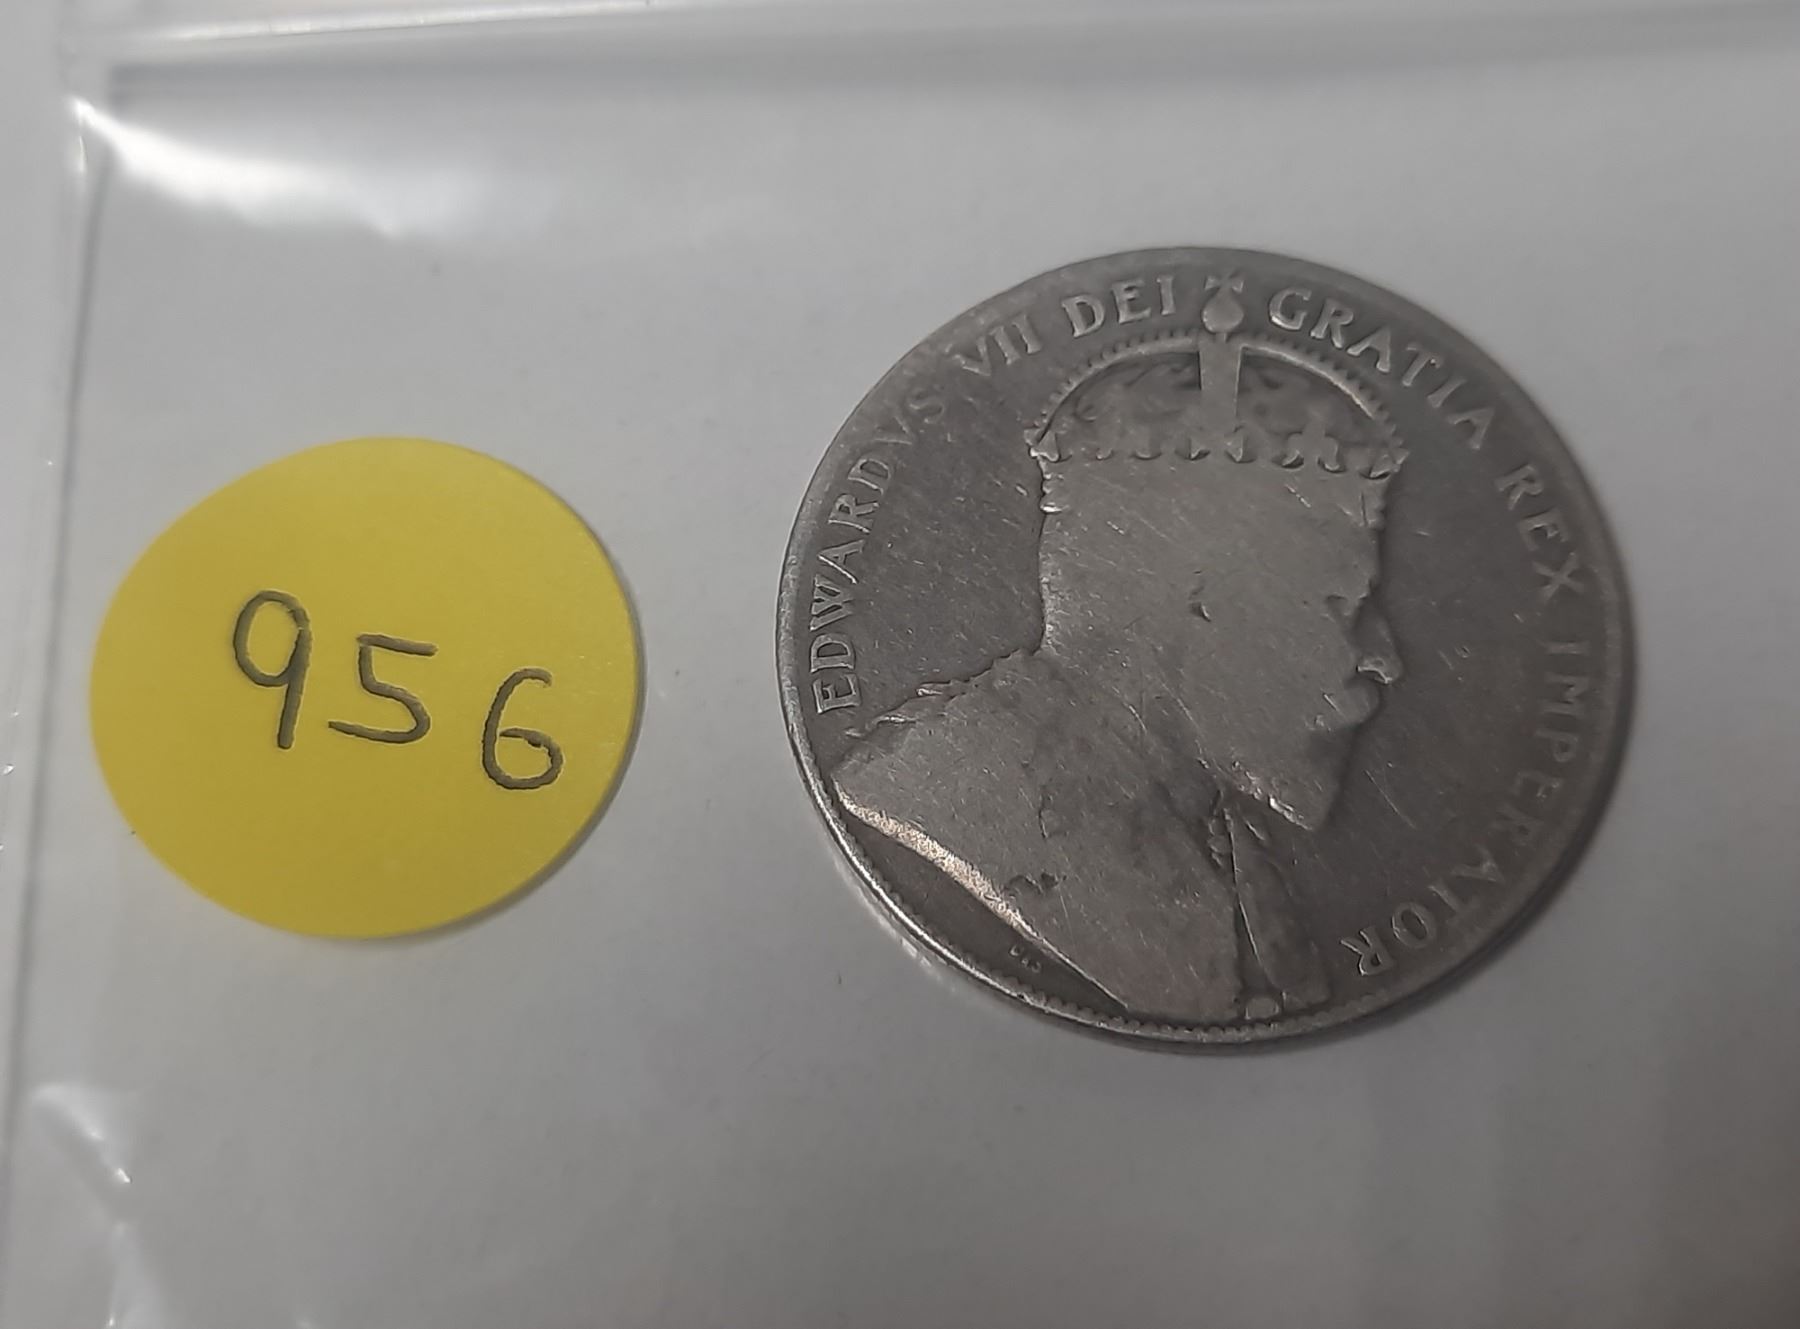 956
EDWARDVS VII DEI GRATIA REX IMPERATOR